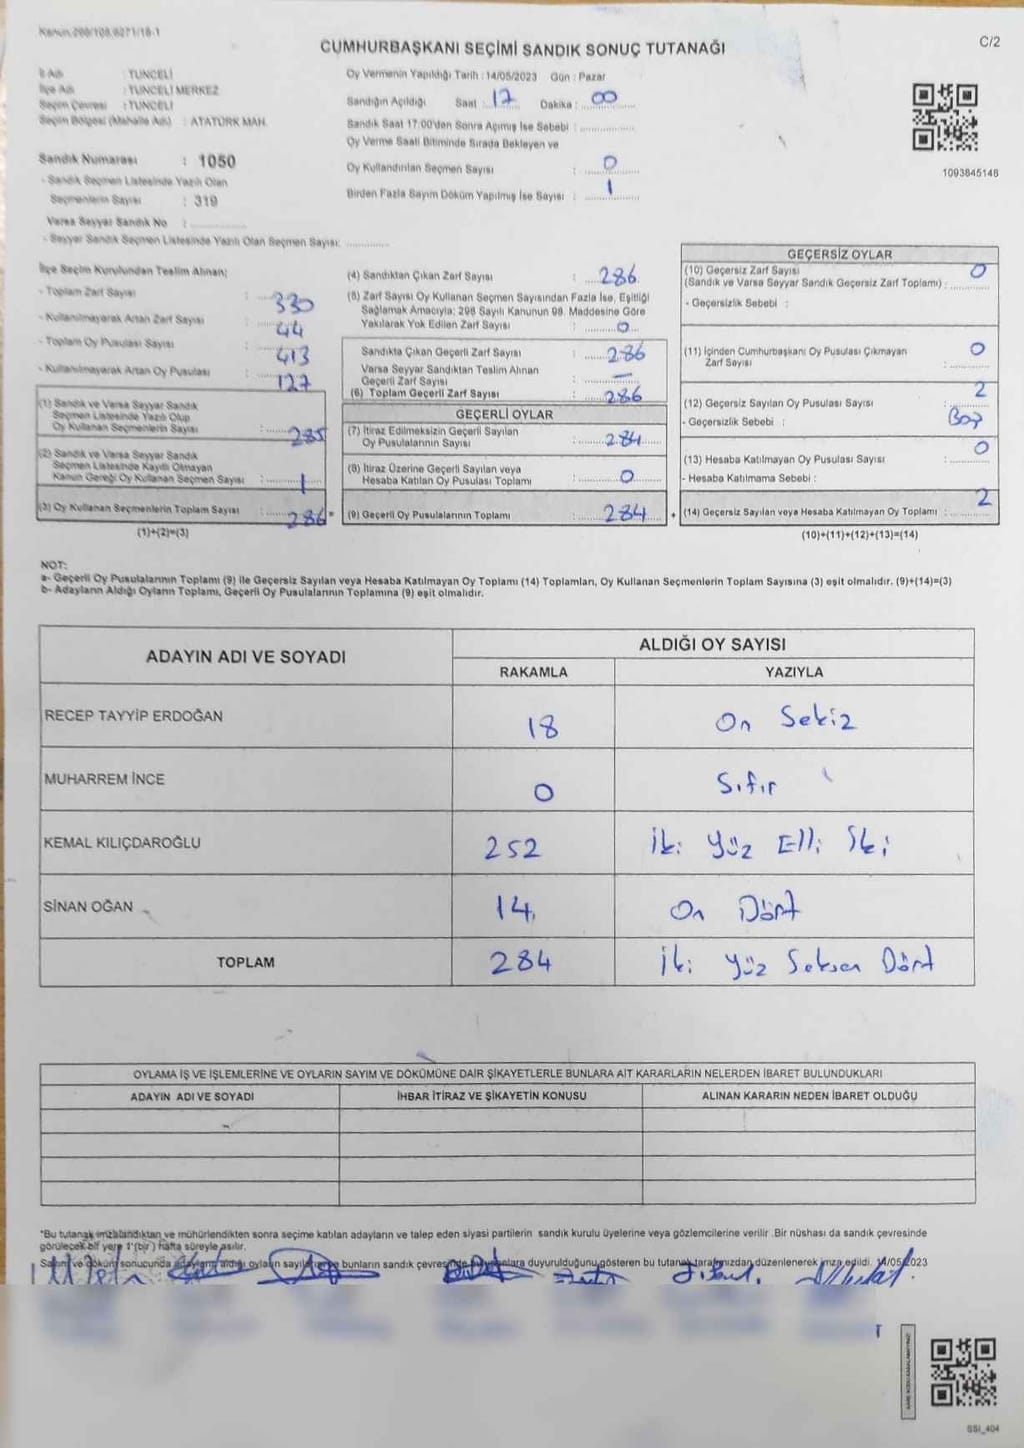 Kanun.298/108,6271/18-1
C/2
CUMHURBAŞKANI SEÇİMİ SANDIK SONUÇ TUTANAĞI
İl Adı : TUNCELİ
İlçe Adı : TUNCELİ MERKEZ
Seçim Çevresi : TUNCELİ
Seçim Bölgesi (Mahalle Adı) : ATATÜRK MAH.
Sandık Numarası : 1050
- Sandık Seçmen Listesinde Yazılı Olan
Seçmenlerin Sayısı : 319
Varsa Seyyar Sandık No :
- Seyyar Sandık Seçmen Listesinde Yazılı Olan Seçmen Sayısı:
Oy Vermenin Yapıldığı Tarih : 14/05/2023 Gün : Pazar
Sandığın Açıldığı Saat : 17 Dakika : 00
Sandık Saat 17:00'den Sonra Açımış İse Sebebi :
Oy Verme Saati Bitiminde Sırada Bekleyen ve
Oy Kullandırılan Seçmen Sayısı : 0
Birden Fazla Sayım Döküm Yapılmış İse Sayısı : 1
1093845148
İlçe Seçim Kurulundan Teslim Alınan;
- Toplam Zarf Sayısı : 330
- Kullanılmayarak Artan Zarf Sayısı : 44
- Toplam Oy Pusulası Sayısı : 413
- Kullanılmayarak Artan Oy Pusulası : 127
(1) Sandık ve Varsa Seyyar Sandık
Seçmen Listesinde Yazılı Olup
Oy Kullanan Seçmenlerin Sayısı : 285
(2) Sandık ve Varsa Seyyar Sandık
Seçmen Listesinde Kayıtlı Olmayan
Kanun Gereği Oy Kullanan Seçmen Sayısı : 1
(3) Oy Kullanan Seçmenlerin Toplam Sayısı : 286 =
(1)+(2)=(3)
(4) Sandıktan Çıkan Zarf Sayısı : 286
(5) Zarf Sayısı Oy Kullanan Seçmen Sayısından Fazla İse, Eşitliği
Sağlamak Amacıyla; 298 Sayılı Kanunun 98. Maddesine Göre
Yakılarak Yok Edilen Zarf Sayısı : 0
Sandıkta Çıkan Geçerli Zarf Sayısı : 286
Varsa Seyyar Sandıktan Teslim Alınan
Geçerli Zarf Sayısı : —
(6) Toplam Geçerli Zarf Sayısı : 286
GEÇERLİ OYLAR
(7) İtiraz Edilmeksizin Geçerli Sayılan
Oy Pusulalarının Sayısı : 284
(8) İtiraz Üzerine Geçerli Sayılan veya
Hesaba Katılan Oy Pusulası Toplamı : 0
(9) Geçerli Oy Pusulalarının Toplamı : 284 +
GEÇERSİZ OYLAR
(10) Geçersiz Zarf Sayısı 0
(Sandık ve Varsa Seyyar Sandık Geçersiz Zarf Toplamı) :
- Geçersizlik Sebebi :
(11) İçinden Cumhurbaşkanı Oy Pusulası Çıkmayan 0
Zarf Sayısı :
(12) Geçersiz Sayılan Oy Pusulası Sayısı : 2
- Geçersizlik Sebebi : Boş
(13) Hesaba Katılmayan Oy Pusulası Sayısı : 0
- Hesaba Katılmama Sebebi :
(14) Geçersiz Sayılan veya Hesaba Katılmayan Oy Toplamı : 2
(10)+(11)+(12)+(13)=(14)
NOT:
a- Geçerli Oy Pusulalarının Toplamı (9) ile Geçersiz Sayılan veya Hesaba Katılmayan Oy Toplamı (14) Toplamları, Oy Kullanan Seçmenlerin Toplam Sayısına (3) eşit olmalıdır. (9)+(14)=(3)
b- Adayların Aldığı Oyların Toplamı, Geçerli Oy Pusulalarının Toplamına (9) eşit olmalıdır.
ADAYIN ADI VE SOYADI ALDIĞI OY SAYISI
RAKAMLA YAZIYLA
RECEP TAYYİP ERDOĞAN 18 On Sekiz
MUHARREM İNCE 0 Sıfır
KEMAL KILIÇDAROĞLU 252 İki Yüz Elli İki
SİNAN OĞAN 14 On Dört
TOPLAM 284 İki Yüz Seksen Dört
OYLAMA İŞ VE İŞLEMLERİNE VE OYLARIN SAYIM VE DÖKÜMÜNE DAİR ŞİKAYETLERLE BUNLARA AİT KARARLARIN NELERDEN İBARET BULUNDUKLARI
ADAYIN ADI VE SOYADI İHBAR İTİRAZ VE ŞİKAYETİN KONUSU ALINAN KARARIN NEDEN İBARET OLDUĞU
*Bu tutanak imzalandıktan ve mühürlendikten sonra seçime katılan adayların ve talep eden siyasi partilerin sandık kurulu üyelerine veya gözlemcilerine verilir .Bir nüshası da sandık çevresinde
görülecek bir yere 1 (bir ) hafta süreyle asılır.
Sayım ve döküm sonucunda adayların aldığı oyların sayıları bunların sandık çevresinde duyurulduğunu gösteren bu tutanak tarafımızdan düzenlenerek imza edildi. 14/05/2023
SSI_404